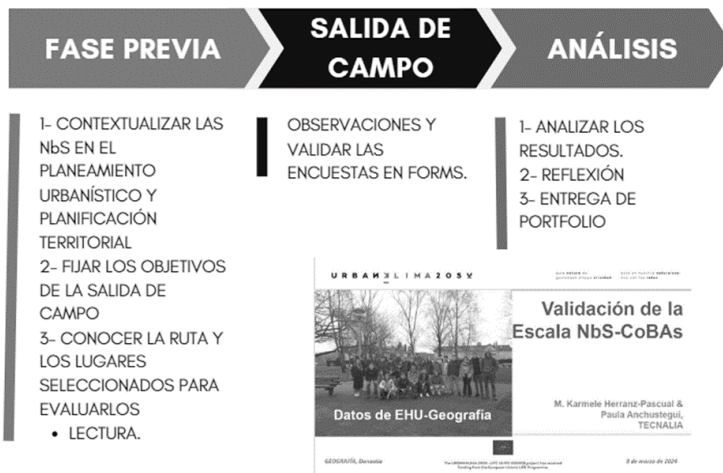 FASE PREVIA
SALIDA DE
CAMPO
ANÁLISIS
1- CONTEXTUALIZAR LAS
NbS EN EL
PLANEAMIENTO
URBANÍSTICO Y
PLANIFICACIÓN
TERRITORIAL
2- FIJAR LOS OBJETIVOS
DE LA SALIDA DE
CAMPO
3- CONOCER LA RUTA Y
LOS LUGARES
SELECCIONADOS PARA
EVALUARLOS
• LECTURA.
OBSERVACIONES Y
VALIDAR LAS
ENCUESTAS EN FORMS.
1- ANALIZAR LOS
RESULTADOS.
2- REFLEXIÓN
3- ENTREGA DE
PORTFOLIO
URBANKLIMA2050
Validación de la
Escala NbS-CoBAs
Datos de EHU-Geografía
M. Karmele Herranz-Pascual &
Paula Anchustegui,
TECNALIA
GEOGRAFÍA, Donostia
8 de marzo de 2024